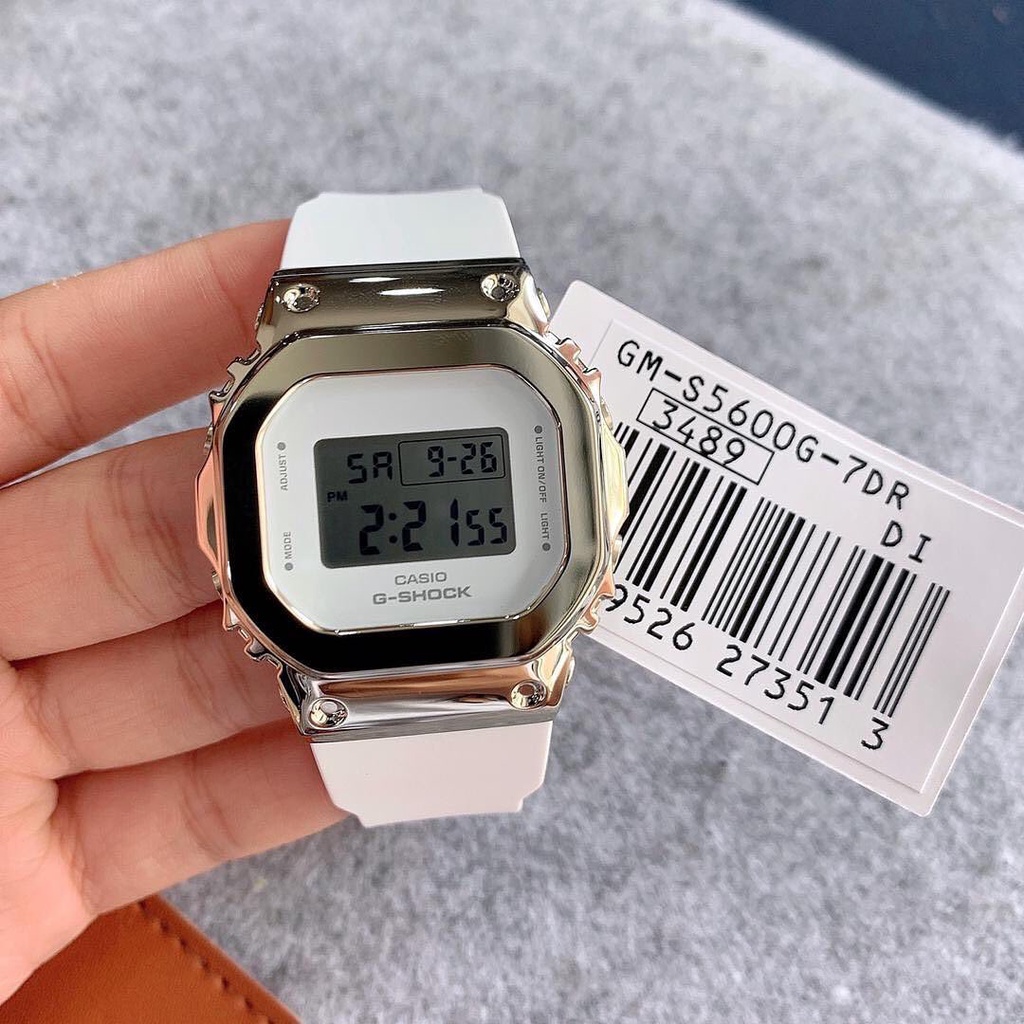 ADJUST
MODE
SA 9-26
PM
2:21 55
LIGHT ON/OFF
LIGHT
CASIO
G-SHOCK
GM-S5600G-7DR
3489
DI
9526 27351 3